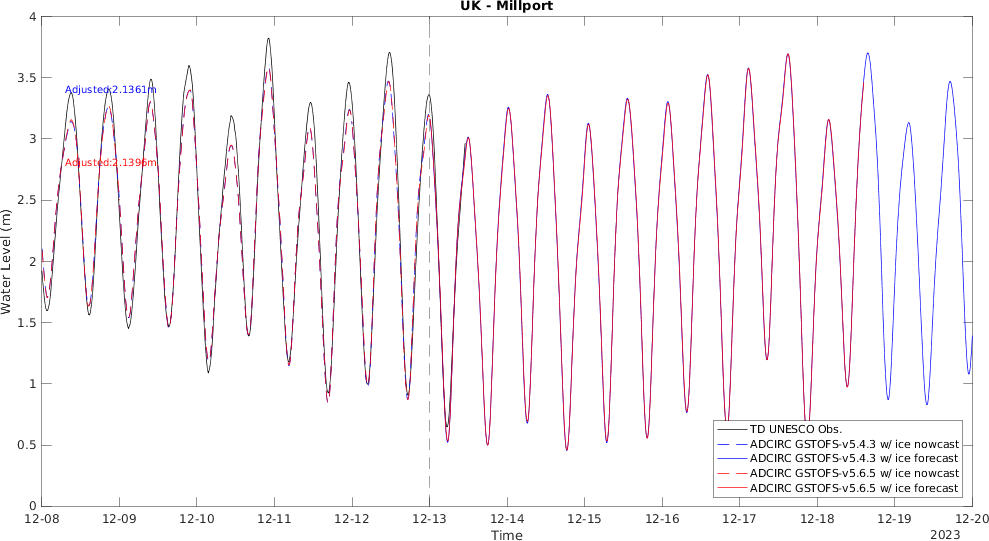 UK - Millport
4
3.5
3
2.5
2
1.5
1
0.5
0
Water Level (m)
Adjusted:2.1361m
Adjusted:2.1396m
TD UNESCO Obs.
ADCIRC GSTOFS-v5.4.3 w/ ice nowcast
ADCIRC GSTOFS-v5.4.3 w/ ice forecast
ADCIRC GSTOFS-v5.6.5 w/ ice nowcast
ADCIRC GSTOFS-v5.6.5 w/ ice forecast
12-08 12-09 12-10 12-11 12-12 12-13 12-14 12-15 12-16 12-17 12-18 12-19 12-20
Time
2023